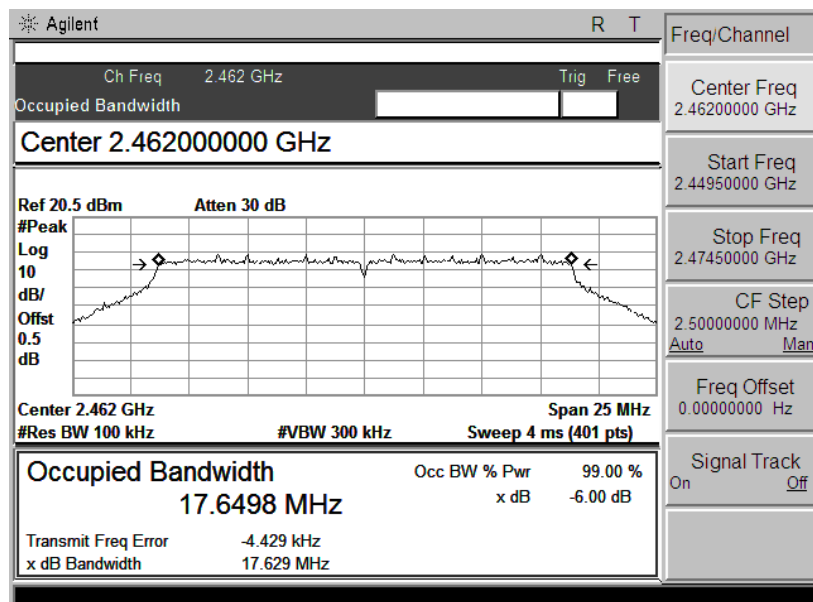 Agilent R T
Ch Freq 2.462 GHz Trig Free
Occupied Bandwidth
Center 2.462000000 GHz
Ref 20.5 dBm Atten 30 dB
#Peak
Log
10
dB/
Offst
0.5
dB
Center 2.462 GHz Span 25 MHz
#Res BW 100 kHz #VBW 300 kHz Sweep 4 ms (401 pts)
Occupied Bandwidth Occ BW % Pwr 99.00 %
17.6498 MHz x dB -6.00 dB
Transmit Freq Error -4.429 kHz
x dB Bandwidth 17.629 MHz
Freq/Channel
Center Freq
2.46200000 GHz
Start Freq
2.44950000 GHz
Stop Freq
2.47450000 GHz
CF Step
2.50000000 MHz
Auto Man
Freq Offset
0.00000000 Hz
Signal Track
On Off